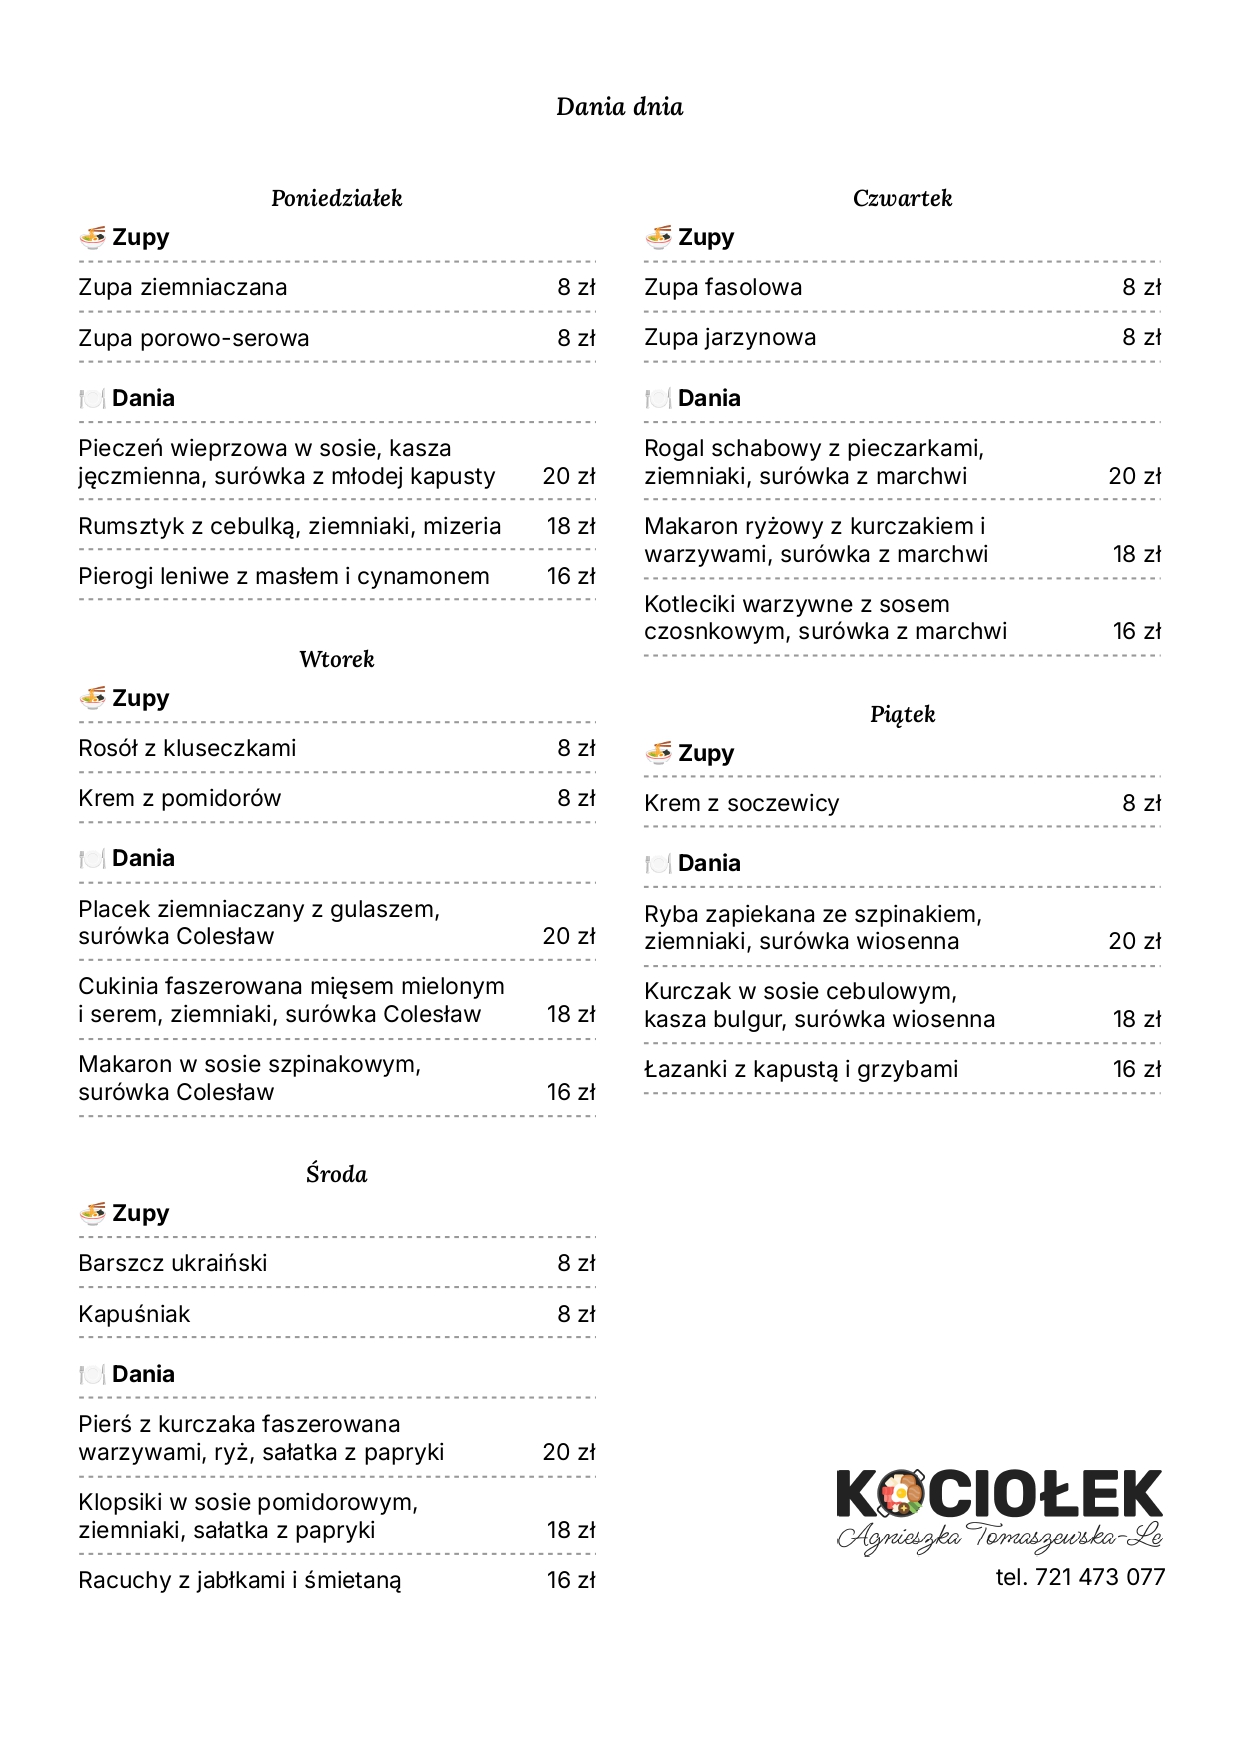 Dania dnia
Poniedziałek
Zupy
Zupa ziemniaczana 8 zł
Zupa porowo-serowa 8 zł
Dania
Pieczeń wieprzowa w sosie, kasza
jęczmienna, surówka z młodej kapusty 20 zł
Rumsztyk z cebulką, ziemniaki, mizeria 18 zł
Pierogi leniwe z masłem i cynamonem 16 zł
Wtorek
Zupy
Rosół z kluseczkami 8 zł
Krem z pomidorów 8 zł
Dania
Placek ziemniaczany z gulaszem,
surówka Colesław 20 zł
Cukinia faszerowana mięsem mielonym
i serem, ziemniaki, surówka Colesław 18 zł
Makaron w sosie szpinakowym,
surówka Colesław 16 zł
Środa
Zupy
Barszcz ukraiński 8 zł
Kapuśniak 8 zł
Dania
Pierś z kurczaka faszerowana
warzywami, ryż, sałatka z papryki 20 zł
Klopsiki w sosie pomidorowym,
ziemniaki, sałatka z papryki 18 zł
Racuchy z jabłkami i śmietaną 16 zł
Czwartek
Zupy
Zupa fasolowa 8 zł
Zupa jarzynowa 8 zł
Dania
Rogal schabowy z pieczarkami,
ziemniaki, surówka z marchwi 20 zł
Makaron ryżowy z kurczakiem i
warzywami, surówka z marchwi 18 zł
Kotleciki warzywne z sosem
czosnkowym, surówka z marchwi 16 zł
Piątek
Zupy
Krem z soczewicy 8 zł
Dania
Ryba zapiekana ze szpinakiem,
ziemniaki, surówka wiosenna 20 zł
Kurczak w sosie cebulowym,
kasza bulgur, surówka wiosenna 18 zł
Łazanki z kapustą i grzybami 16 zł
KOCIOŁEK
Agnieszka Tomaszewska-Le
tel. 721 473 077